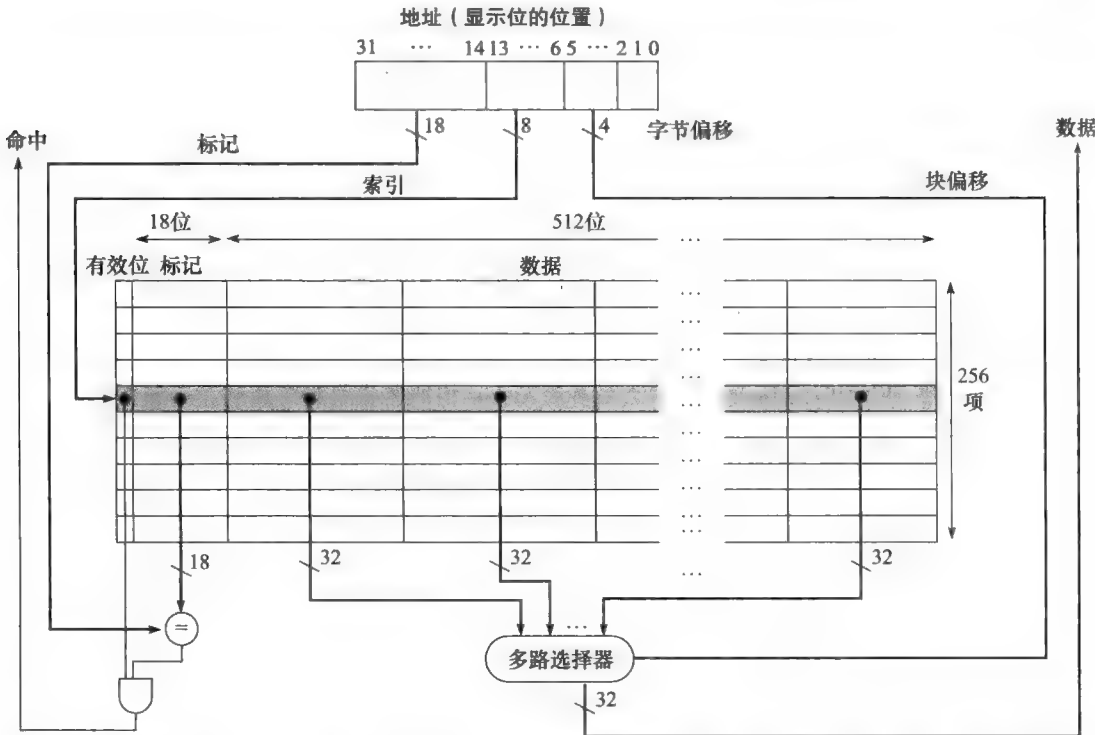 地址（显示位的位置）
31 … 14 13 … 6 5 … 2 1 0
18 8 4 字节偏移
命中 标记 数据
索引 块偏移
18位 512位 …
有效位 标记 数据
…
…
…
…
256
项
…
…
…
…
…
18 32 32 32
…
=
…
多路选择器
32